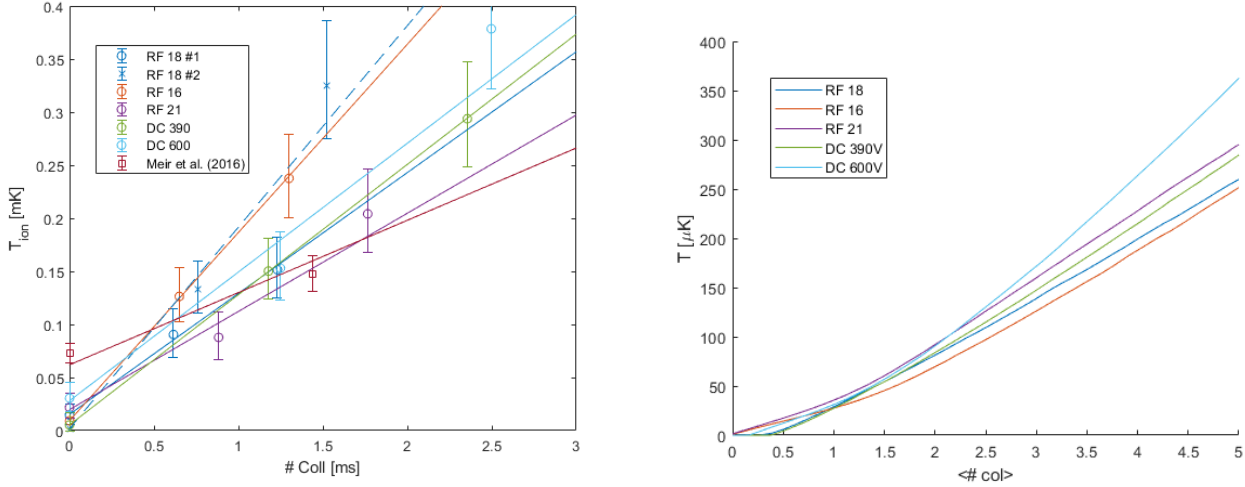 0.4
0.35
0.3
0.25
0.2
0.15
0.1
0.05
0
T_ion [mK]
RF 18 #1
RF 18 #2
RF 16
RF 21
DC 390
DC 600
Meir et al. (2016)
0 0.5 1 1.5 2 2.5 3
# Coll [ms]
400
350
300
250
200
150
100
50
0
T [μK]
RF 18
RF 16
RF 21
DC 390V
DC 600V
0 0.5 1 1.5 2 2.5 3 3.5 4 4.5 5
<# col>